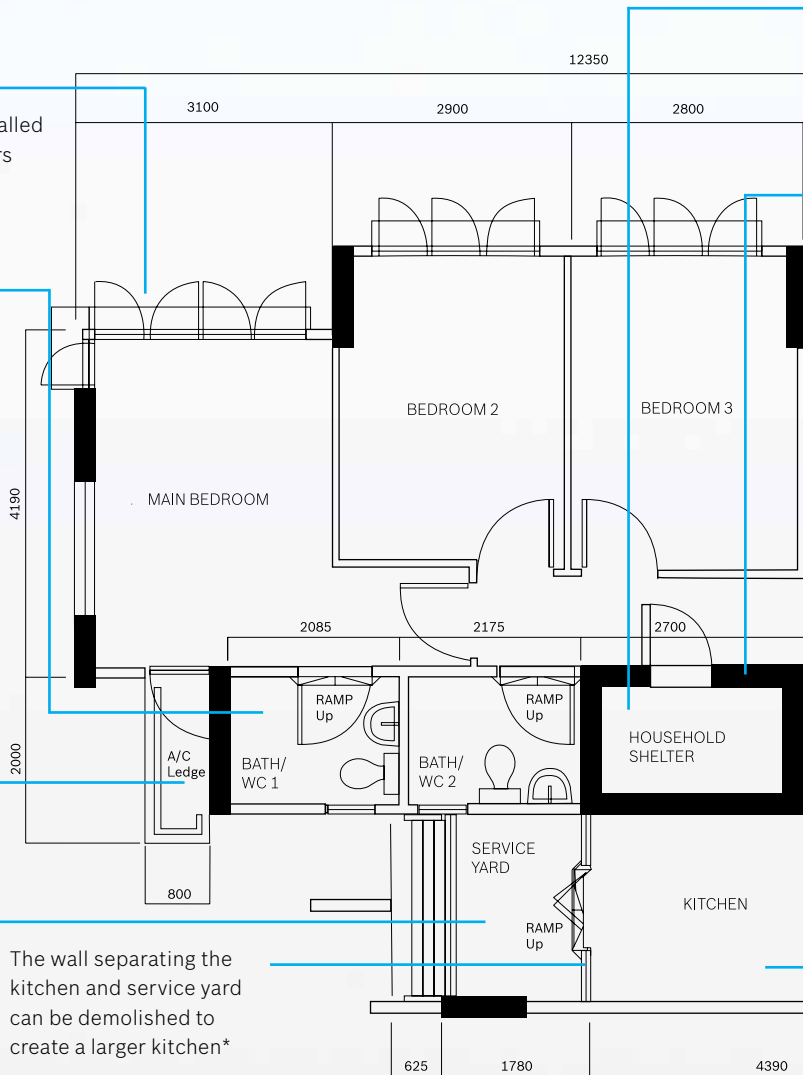 12350
3100
2900
2800
alled
rs
BEDROOM 2
BEDROOM 3
MAIN BEDROOM
4190
2085
2175
2700
RAMP
Up
RAMP
Up
HOUSEHOLD
SHELTER
A/C
Ledge
BATH/
WC 1
BATH/
WC 2
2000
SERVICE
YARD
800
KITCHEN
RAMP
Up
The wall separating the
kitchen and service yard
can be demolished to
create a larger kitchen*
625
1780
4390